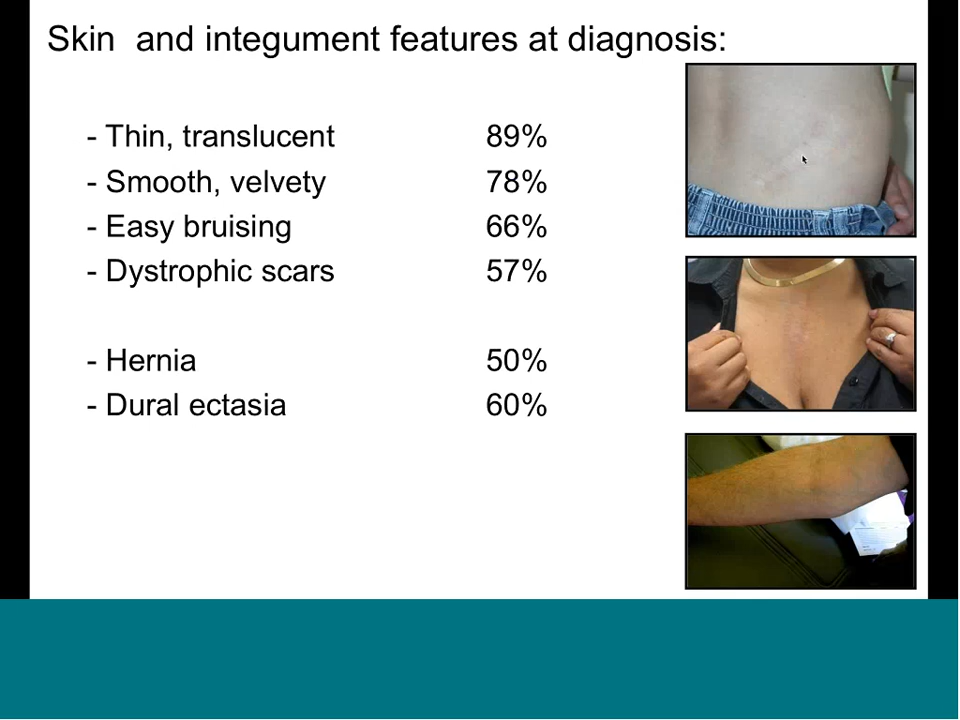 Skin and integument features at diagnosis:
- Thin, translucent 89%
- Smooth, velvety 78%
- Easy bruising 66%
- Dystrophic scars 57%
- Hernia 50%
- Dural ectasia 60%